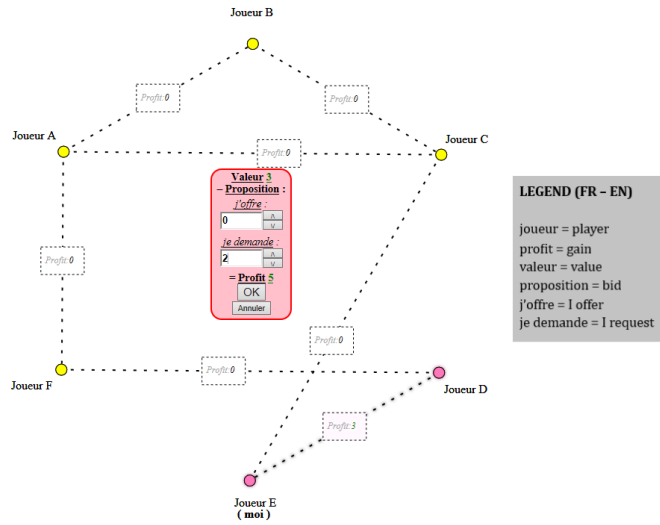 Joueur B
Profit:0
Profit:0
Joueur A
Joueur C
Profit:0
Valeur 3
– Proposition :
j'offre :
0
je demande :
2
= Profit 5
OK
Annuler
Profit:0
Profit:0
Joueur F
Profit:0
Joueur D
Profit:3
Joueur E
( moi )
LEGEND (FR – EN)
joueur = player
profit = gain
valeur = value
proposition = bid
j'offre = I offer
je demande = I request